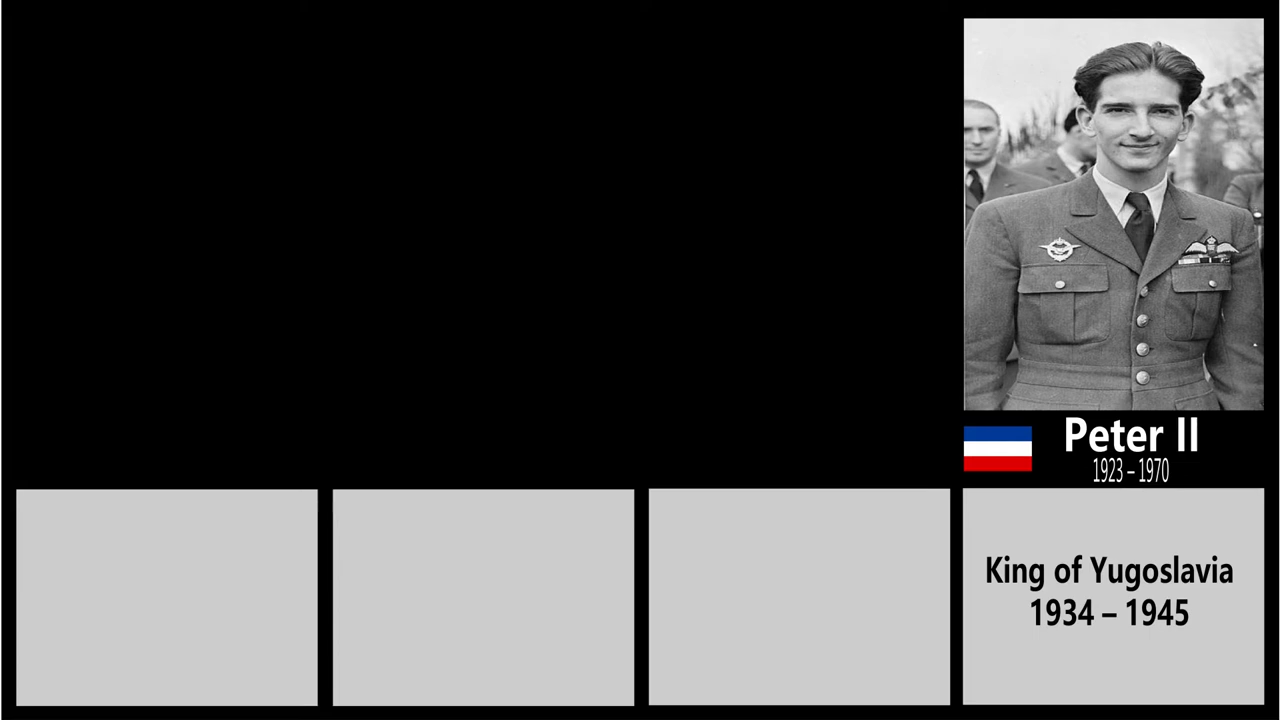 Peter II
1923 – 1970
King of Yugoslavia
1934 – 1945